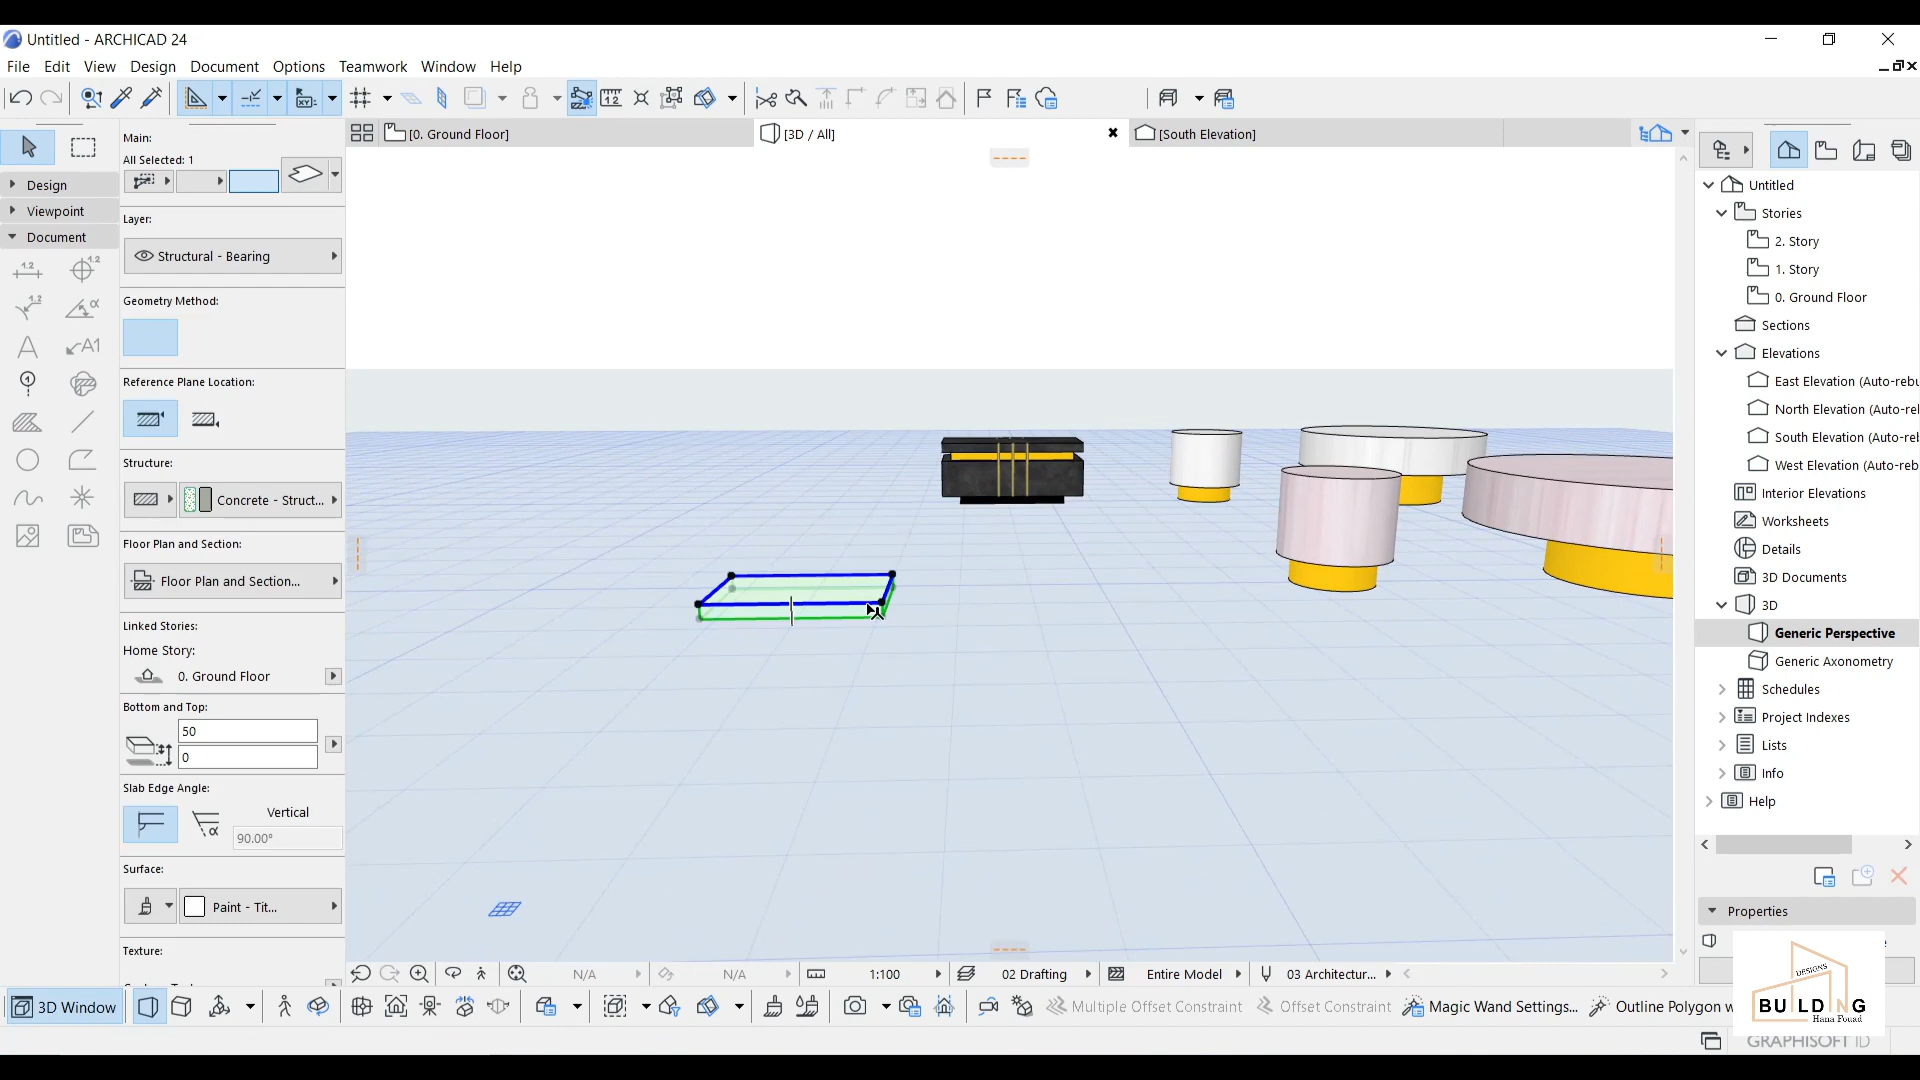 Untitled - ARCHICAD 24
File Edit View Design Document Options Teamwork Window Help
[0. Ground Floor]
[3D / All]
[South Elevation]
Main:
All Selected: 1
Design
Viewpoint
Document
Layer:
Structural - Bearing
Geometry Method:
Reference Plane Location:
Structure:
Concrete - Struct...
Floor Plan and Section:
Floor Plan and Section...
Linked Stories:
Home Story:
0. Ground Floor
Bottom and Top:
50
0
Slab Edge Angle:
Vertical
90.00°
Surface:
Paint - Tit...
Texture:
Untitled
Stories
2. Story
1. Story
0. Ground Floor
Sections
Elevations
East Elevation (Auto-rebu
North Elevation (Auto-rel
South Elevation (Auto-rel
West Elevation (Auto-reb
Interior Elevations
Worksheets
Details
3D Documents
3D
Generic Perspective
Generic Axonometry
Schedules
Project Indexes
Lists
Info
Help
Properties
N/A
N/A
1:100
02 Drafting
Entire Model
03 Architectur...
3D Window
Multiple Offset Constraint
Offset Constraint
Magic Wand Settings...
Outline Polygon w
DESIGNS
BUILDING
Hana Fouad
GRAPHISOFT ID